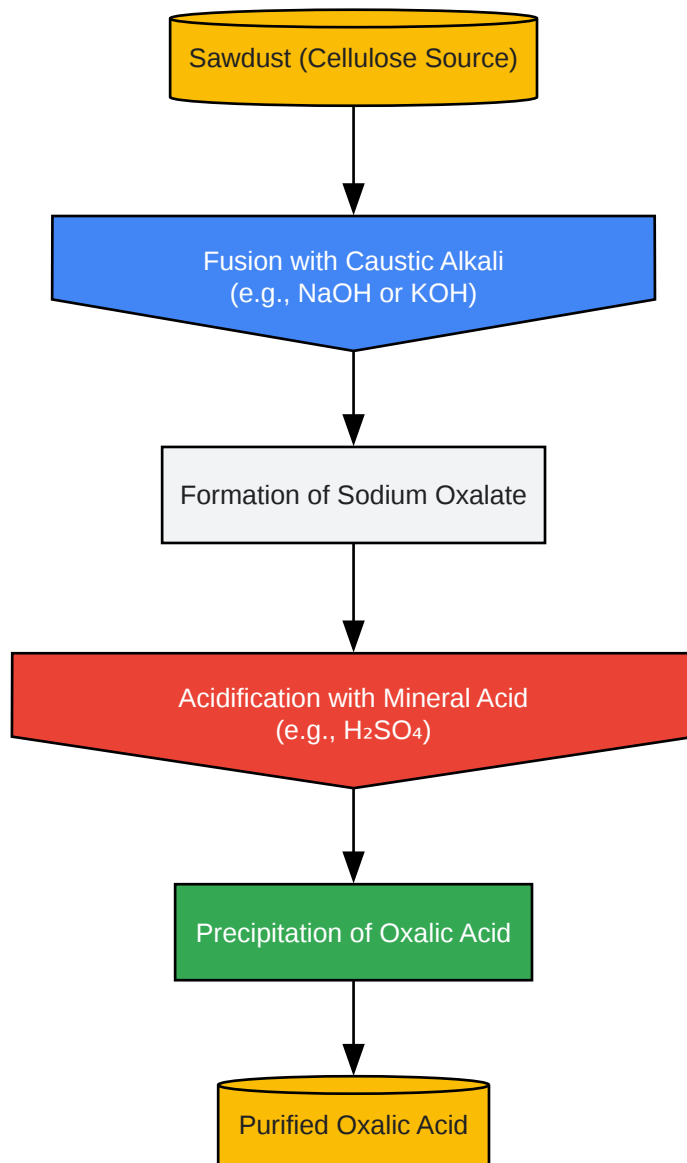 Sawdust (Cellulose Source)
Fusion with Caustic Alkali
(e.g., NaOH or KOH)
Formation of Sodium Oxalate
Acidification with Mineral Acid
(e.g., H₂SO₄)
Precipitation of Oxalic Acid
Purified Oxalic Acid